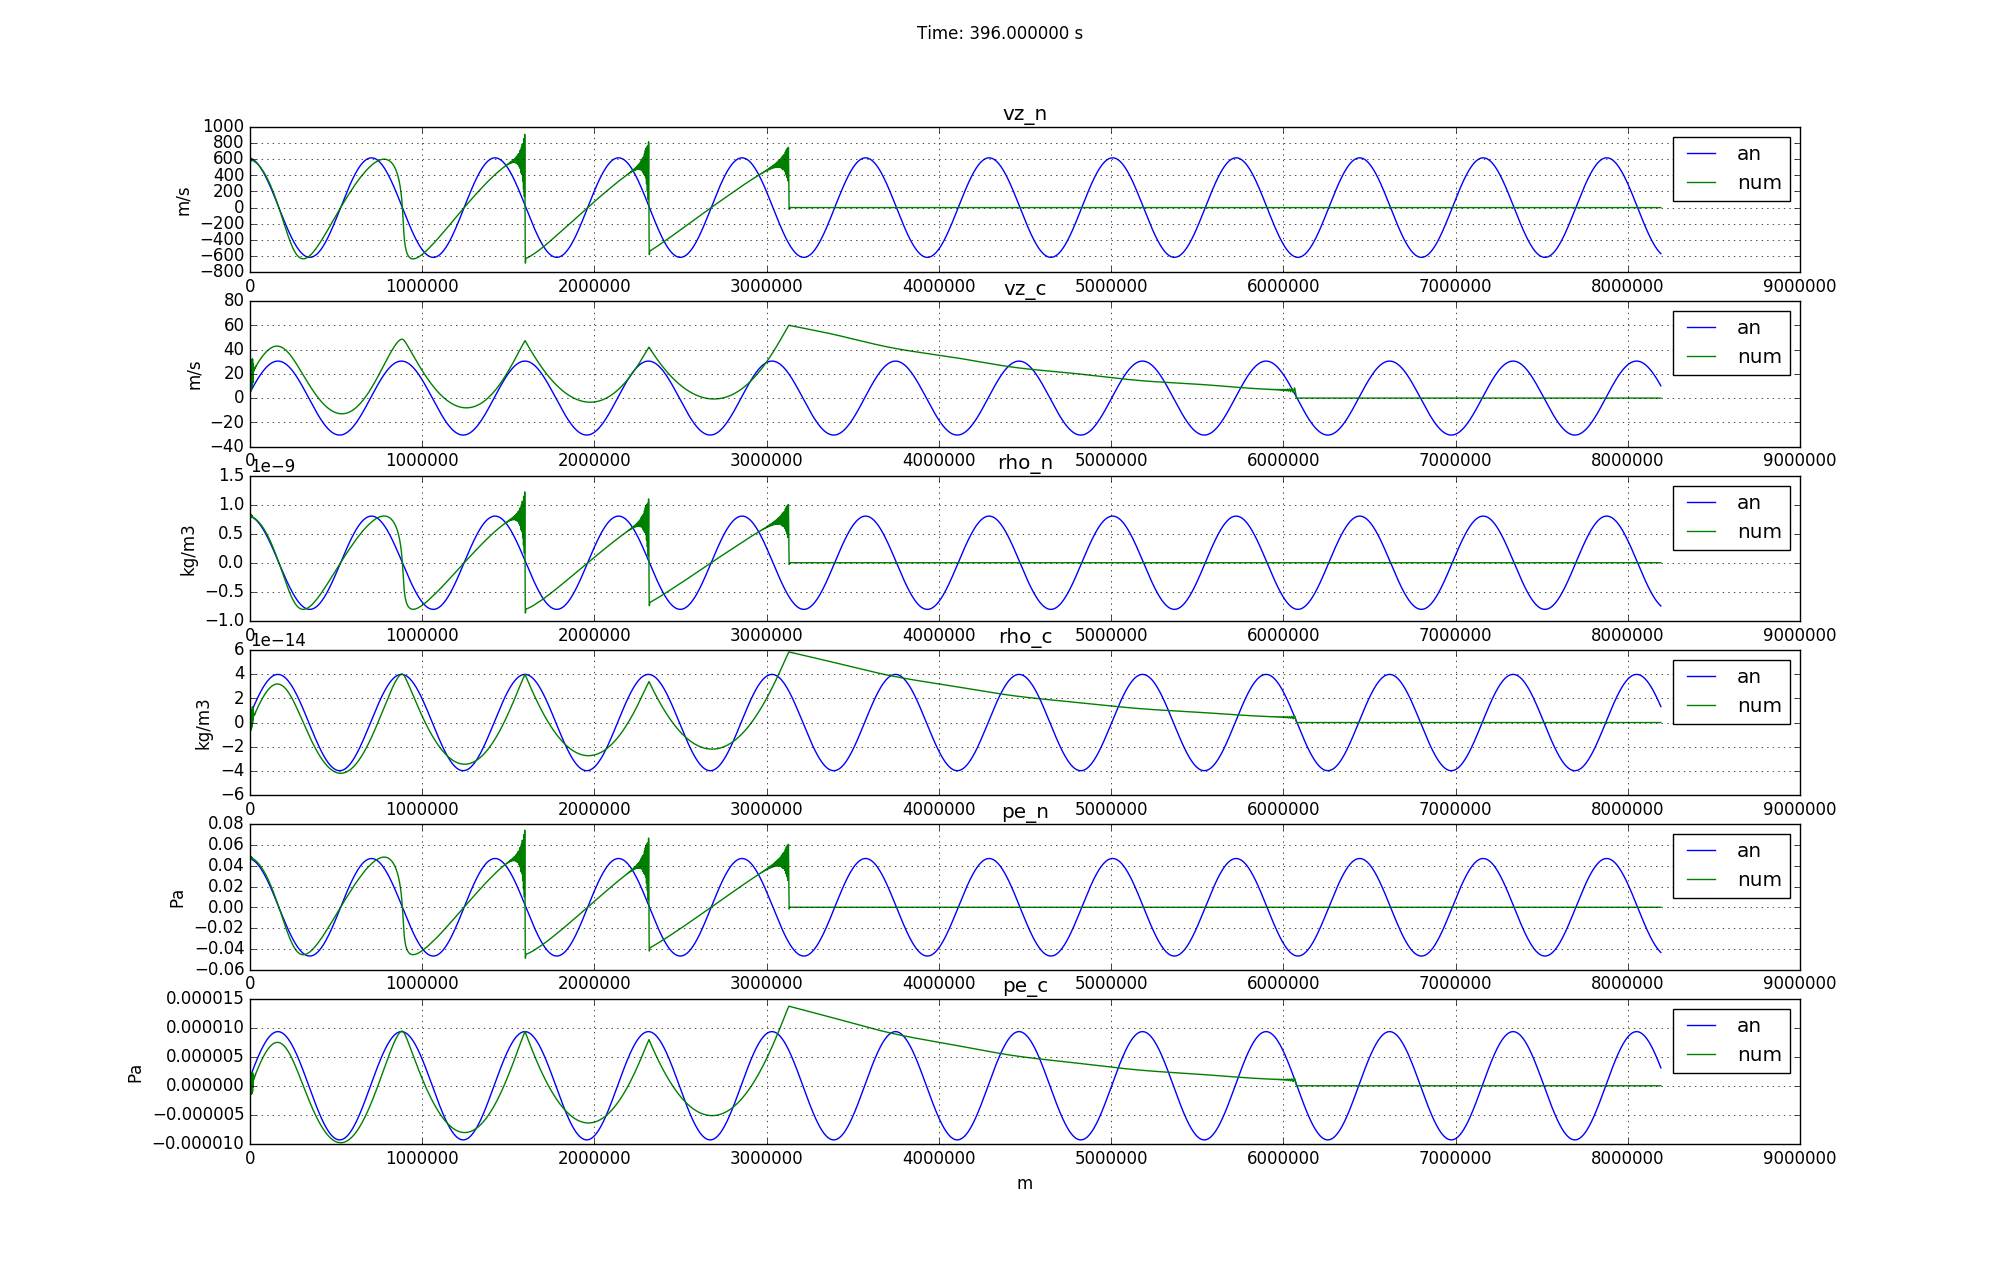 Time: 396.000000 s
vz_n
1000
800
600
400
200
0
−200
−400
−600
−800
m/s
an
num
0 1000000 2000000 3000000 4000000 5000000 6000000 7000000 8000000 9000000
vz_c
80
60
40
20
0
−20
−40
m/s
an
num
0 1000000 2000000 3000000 4000000 5000000 6000000 7000000 8000000 9000000
1e−9
rho_n
1.5
1.0
0.5
0.0
−0.5
−1.0
kg/m3
an
num
0 1000000 2000000 3000000 4000000 5000000 6000000 7000000 8000000 9000000
1e−14
rho_c
6
4
2
0
−2
−4
−6
kg/m3
an
num
0 1000000 2000000 3000000 4000000 5000000 6000000 7000000 8000000 9000000
pe_n
0.08
0.06
0.04
0.02
0.00
−0.02
−0.04
−0.06
Pa
an
num
0 1000000 2000000 3000000 4000000 5000000 6000000 7000000 8000000 9000000
pe_c
0.000015
0.000010
0.000005
0.000000
−0.000005
−0.000010
Pa
an
num
0 1000000 2000000 3000000 4000000 5000000 6000000 7000000 8000000 9000000
m